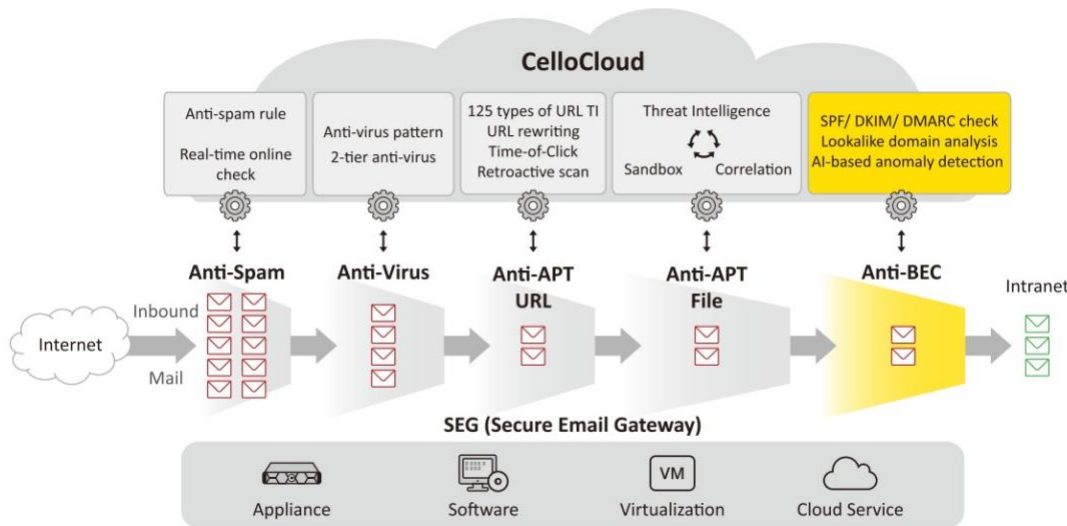 CelloCloud
Anti-spam rule
Real-time online
check
Anti-virus pattern
2-tier anti-virus
125 types of URL TI
URL rewriting
Time-of-Click
Retroactive scan
Threat Intelligence
Sandbox
Correlation
SPF/ DKIM/ DMARC check
Lookalike domain analysis
AI-based anomaly detection
Anti-Spam
Anti-Virus
Anti-APT
URL
Anti-APT
File
Anti-BEC
Internet
Inbound
Mail
Intranet
SEG (Secure Email Gateway)
Appliance
Software
VM
Virtualization
Cloud Service